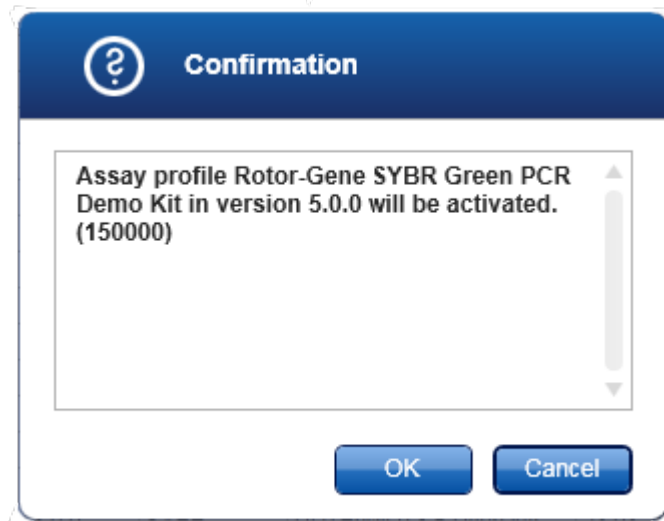 Confirmation
Assay profile Rotor-Gene SYBR Green PCR
Demo Kit in version 5.0.0 will be activated.
(150000)
OK
Cancel